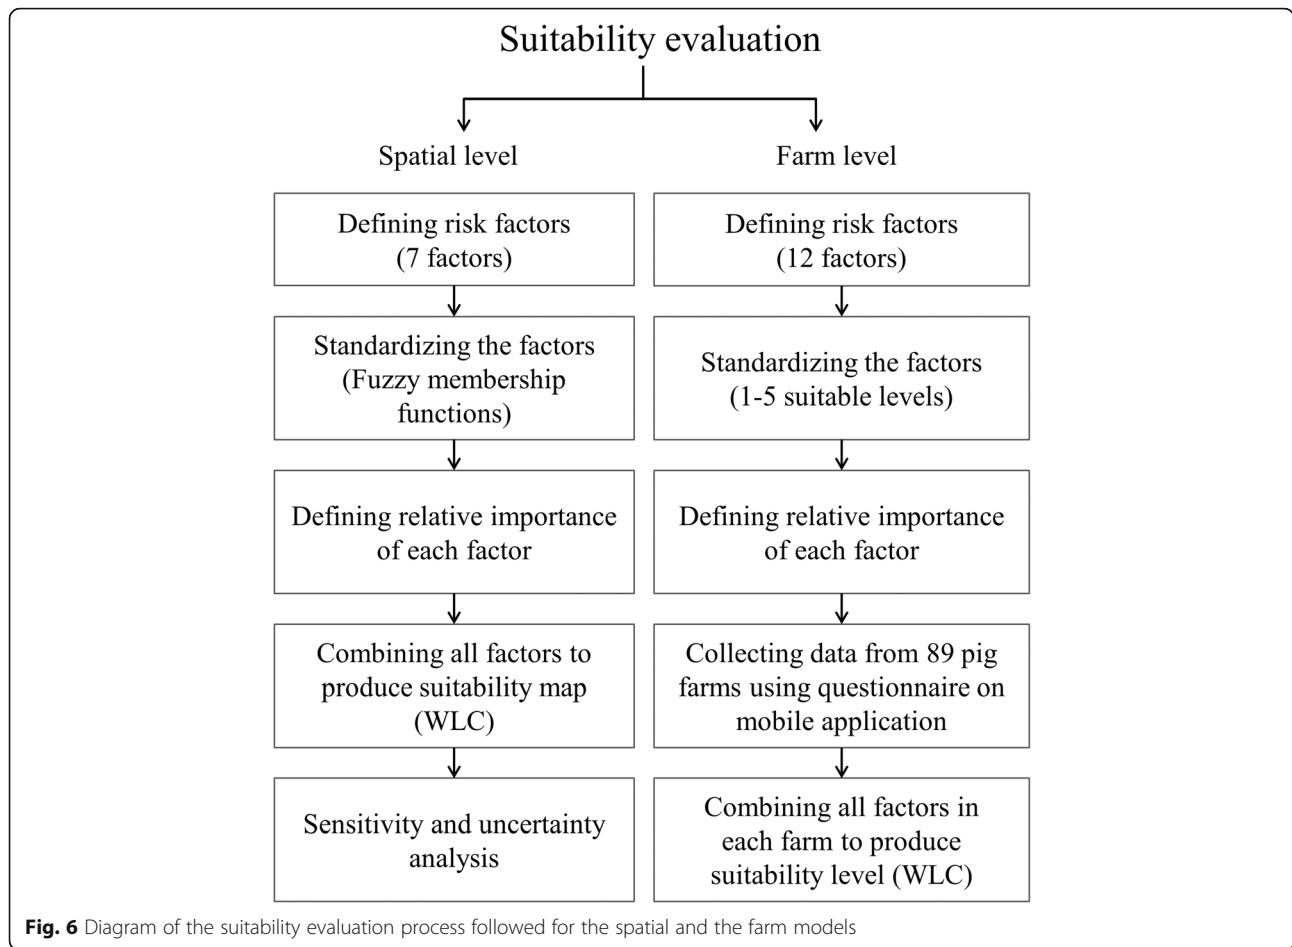 Suitability evaluation
Spatial level
Defining risk factors
(7 factors)
Standardizing the factors
(Fuzzy membership
functions)
Defining relative importance
of each factor
Combining all factors to
produce suitability map
(WLC)
Sensitivity and uncertainty
analysis
Farm level
Defining risk factors
(12 factors)
Standardizing the factors
(1-5 suitable levels)
Defining relative importance
of each factor
Collecting data from 89 pig
farms using questionnaire on
mobile application
Combining all factors in
each farm to produce
suitability level (WLC)
Fig. 6 Diagram of the suitability evaluation process followed for the spatial and the farm models